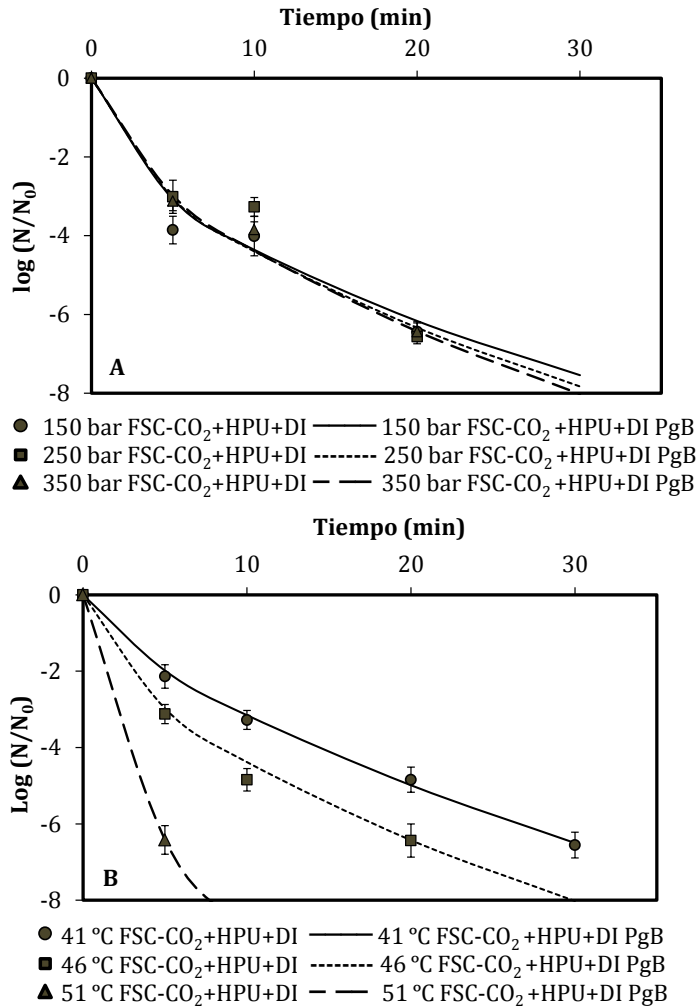 Tiempo (min)
0 10 20 30
0
-2
-4
-6
-8
log (N/N₀)
A
150 bar FSC-CO₂+HPU+DI 150 bar FSC-CO₂+HPU+DI PgB
250 bar FSC-CO₂+HPU+DI 250 bar FSC-CO₂+HPU+DI PgB
350 bar FSC-CO₂+HPU+DI 350 bar FSC-CO₂+HPU+DI PgB
Tiempo (min)
0 10 20 30
0
-2
-4
-6
-8
Log (N/N₀)
B
41 ºC FSC-CO₂+HPU+DI 41 ºC FSC-CO₂+HPU+DI PgB
46 ºC FSC-CO₂+HPU+DI 46 ºC FSC-CO₂+HPU+DI PgB
51 ºC FSC-CO₂+HPU+DI 51 ºC FSC-CO₂+HPU+DI PgB